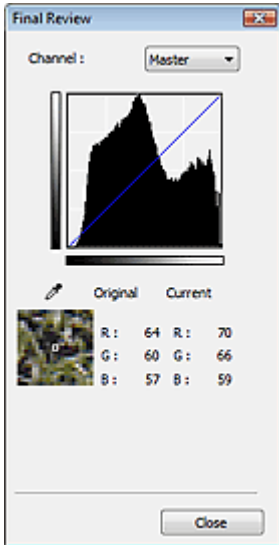 Final Review
Channel : Master
Original Current
R : 64 R : 70
G : 60 G : 66
B : 57 B : 59
Close